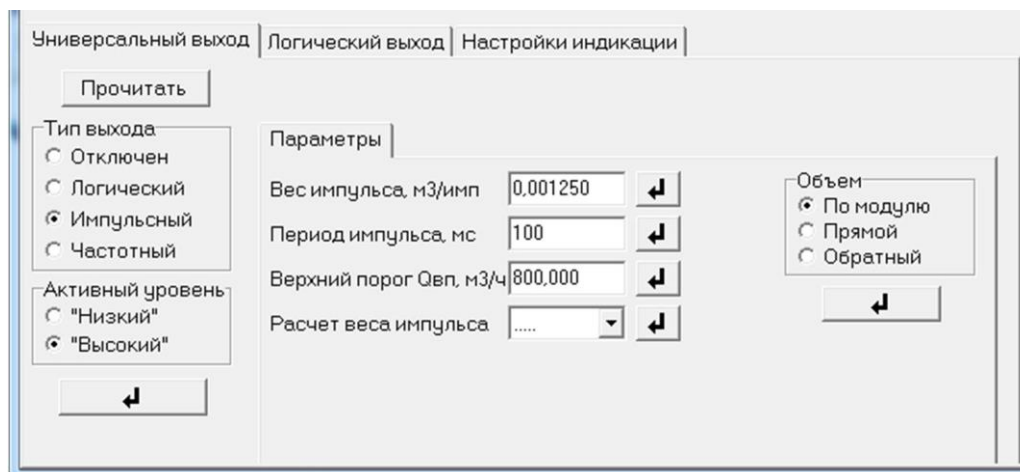 Универсальный выход
Логический выход
Настройки индикации
Прочитать
Тип выхода
Отключен
Логический
Импульсный
Частотный
Активный уровень
"Низкий"
"Высокий"
Параметры
Вес импульса, м3/имп 0,001250
Период импульса, мс 100
Верхний порог Qвп, м3/ч 800,000
Расчет веса импульса .....
Объем
По модулю
Прямой
Обратный